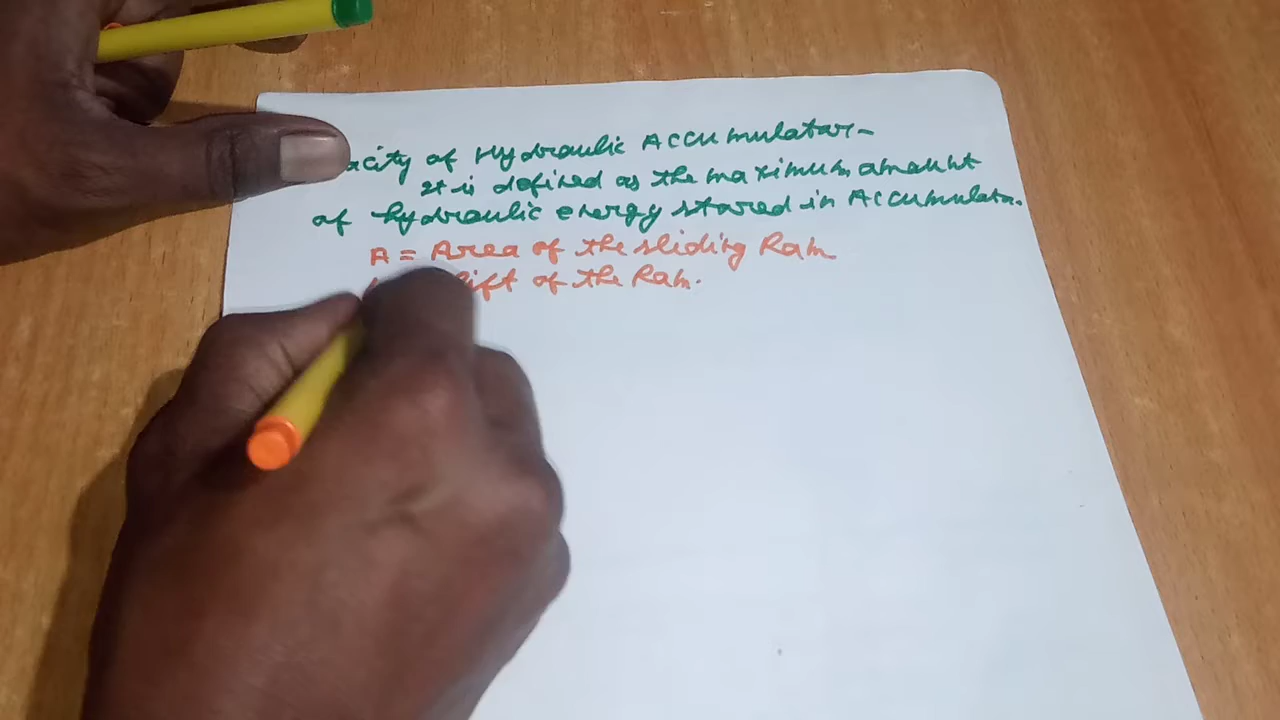 acity of Hydraulic Accumulator-
It is defined as the maximum amount
of hydraulic energy stored in Accumulator.
A = Area of the sliding Ram
lift of the Ram.